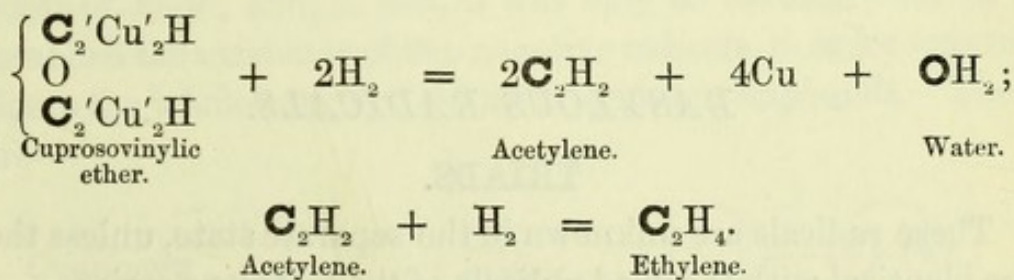 C₂′Cu′₂H
O + 2H₂ = 2C₂H₂ + 4Cu + OH₂;
C₂′Cu′₂H
Cuprosovinylic Acetylene. Water.
ether.
C₂H₂ + H₂ = C₂H₄.
Acetylene. Ethylene.